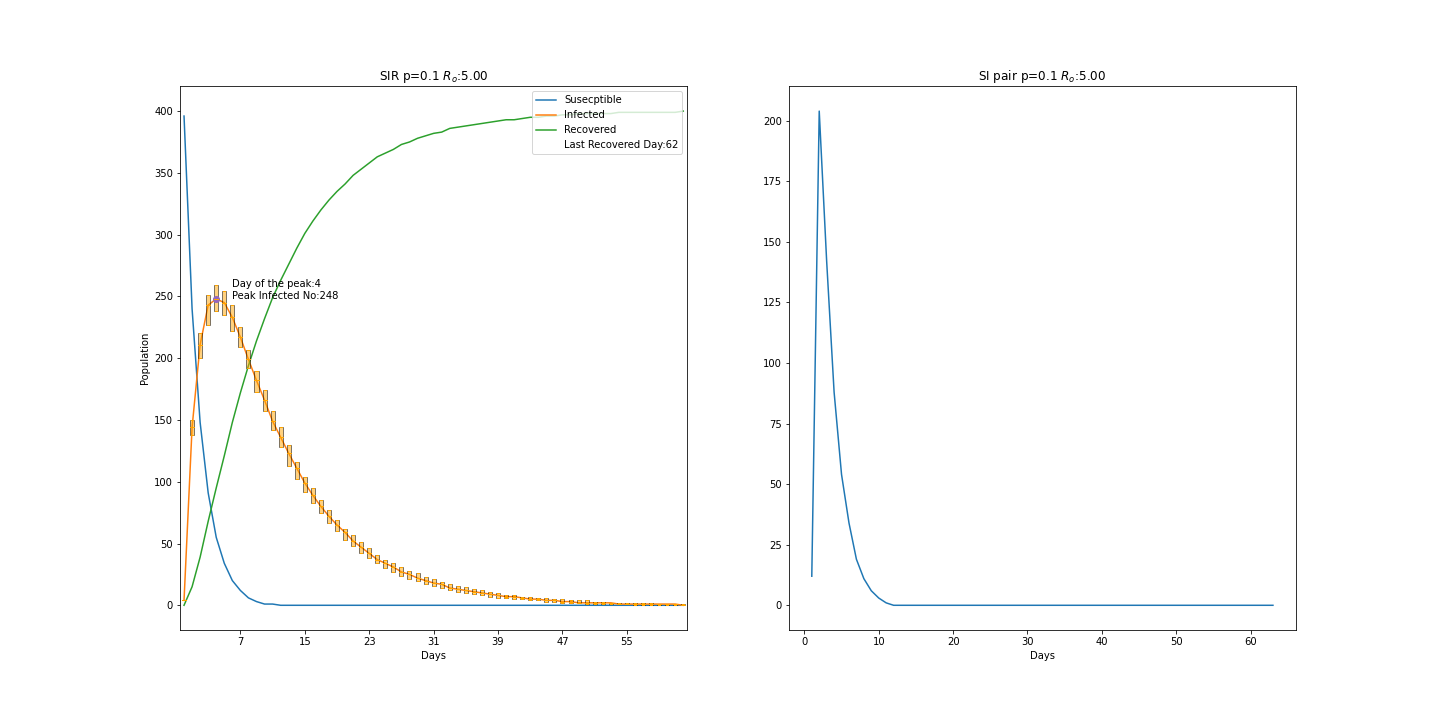 SIR p=0.1 Rₒ:5.00
Susecptible
Infected
Recovered
Last Recovered Day:62
Day of the peak:4
Peak Infected No:248
Population
400
350
300
250
200
150
100
50
0
7 15 23 31 39 47 55
Days
SI pair p=0.1 Rₒ:5.00
200
175
150
125
100
75
50
25
0
0 10 20 30 40 50 60
Days